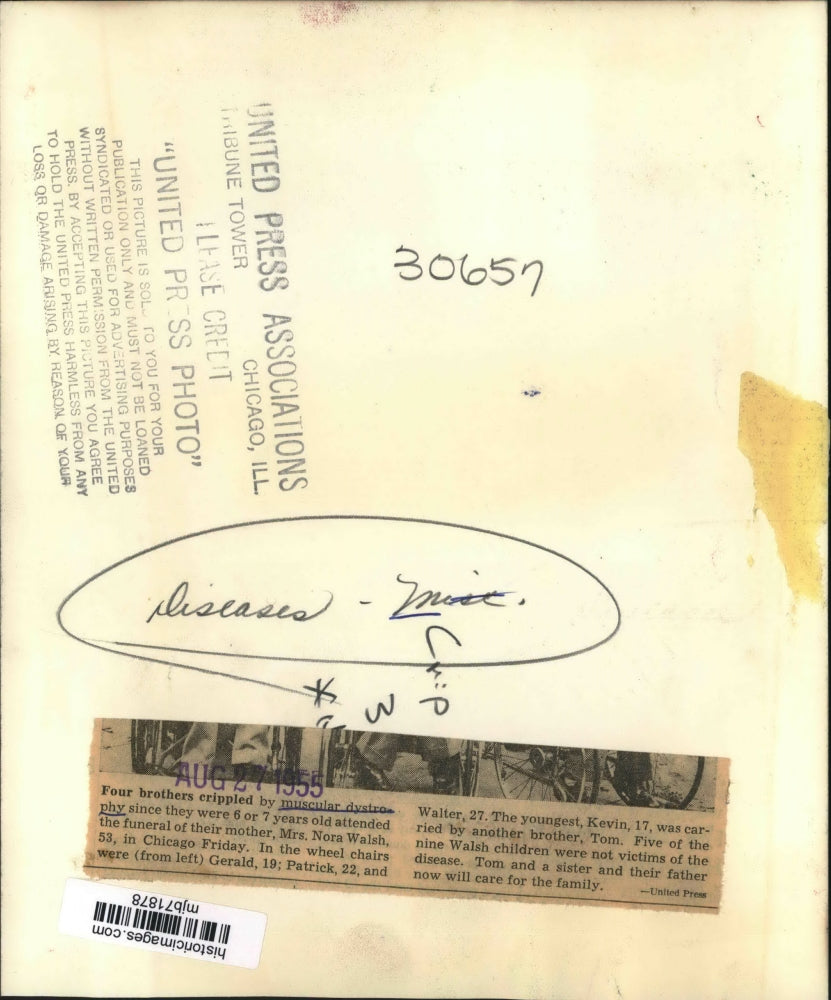 UNITED PRESS ASSOCIATIONS
TRIBUNE TOWER CHICAGO, ILL.
PLEASE CREDIT
"UNITED PRESS PHOTO"
THIS PICTURE IS SOLD TO YOU FOR YOUR
PUBLICATION ONLY AND MUST NOT BE LOANED
SYNDICATED OR USED FOR ADVERTISING PURPOSES
WITHOUT WRITTEN PERMISSION FROM THE UNITED
PRESS. BY ACCEPTING THIS PICTURE YOU AGREE
TO HOLD THE UNITED PRESS HARMLESS FROM ANY
LOSS OR DAMAGE ARISING BY REASON OF YOUR
30657
Diseases - Misc.
3
AUG 27 1955
Four brothers crippled by muscular dystro-
phy since they were 6 or 7 years old attended
the funeral of their mother, Mrs. Nora Walsh,
53, in Chicago Friday. In the wheel chairs
were (from left) Gerald, 19; Patrick, 22, and
Walter, 27. The youngest, Kevin, 17, was car-
ried by another brother, Tom. Five of the
nine Walsh children were not victims of the
disease. Tom and a sister and their father
now will care for the family.
—United Press
historicimages.com
mjb71878